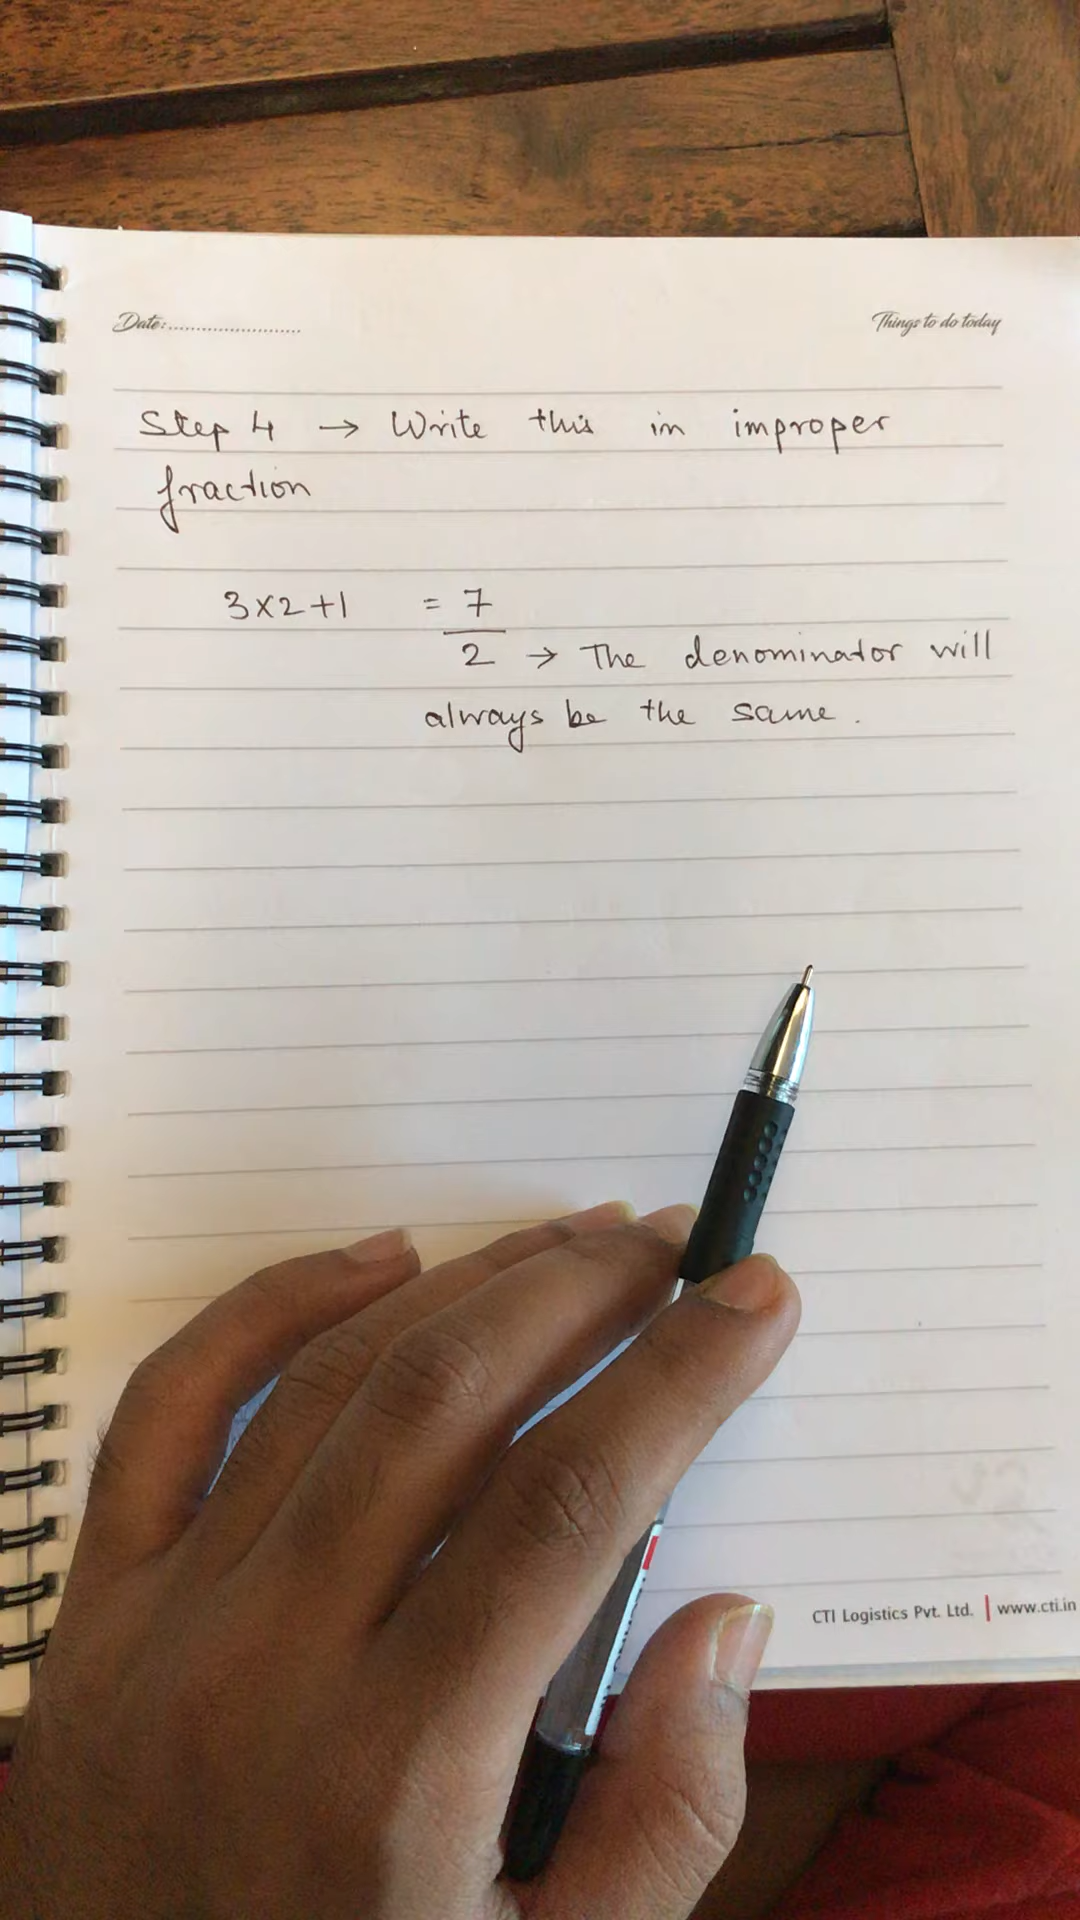 Date:........................
Things to do today
Step 4 → Write this in improper
fraction
3×2+1 = 7
2 → The denominator will
always be the same.
CTI Logistics Pvt. Ltd. | www.cti.in